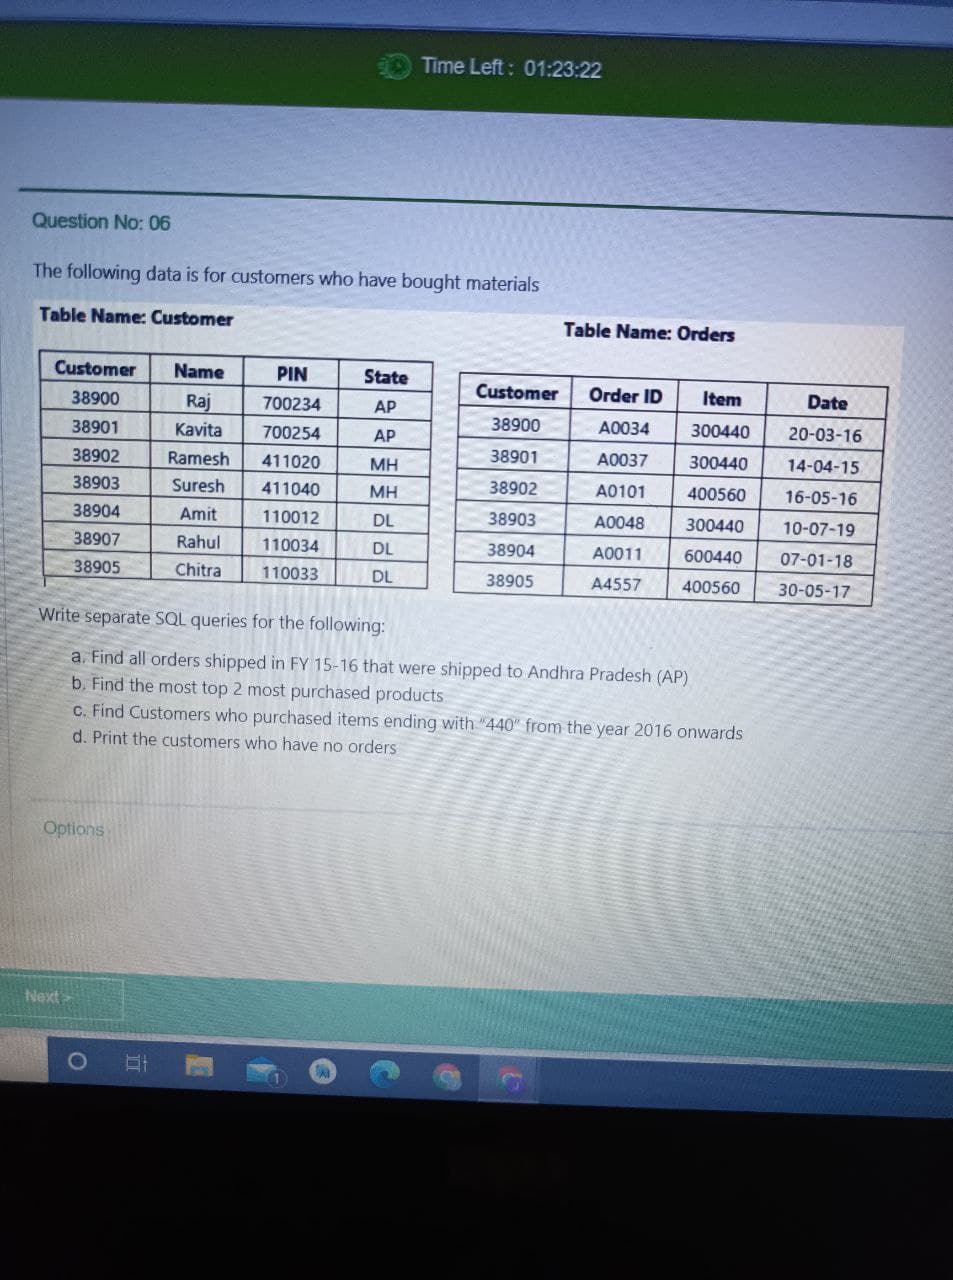 Time Left : 01:23:22
Question No: 06
The following data is for customers who have bought materials
Table Name: Customer
Customer Name PIN State
38900 Raj 700234 AP
38901 Kavita 700254 AP
38902 Ramesh 411020 MH
38903 Suresh 411040 MH
38904 Amit 110012 DL
38907 Rahul 110034 DL
38905 Chitra 110033 DL
Table Name: Orders
Customer Order ID Item Date
38900 A0034 300440 20-03-16
38901 A0037 300440 14-04-15
38902 A0101 400560 16-05-16
38903 A0048 300440 10-07-19
38904 A0011 600440 07-01-18
38905 A4557 400560 30-05-17
Write separate SQL queries for the following:
a. Find all orders shipped in FY 15-16 that were shipped to Andhra Pradesh (AP)
b. Find the most top 2 most purchased products
c. Find Customers who purchased items ending with "440" from the year 2016 onwards
d. Print the customers who have no orders
Options
Next >
1